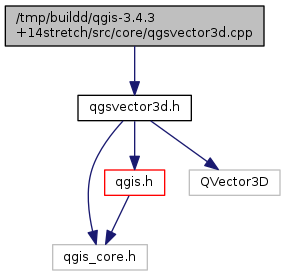 /tmp/buildd/qgis-3.4.3
+14stretch/src/core/qgsvector3d.cpp
qgsvector3d.h
qgis.h
QVector3D
qgis_core.h